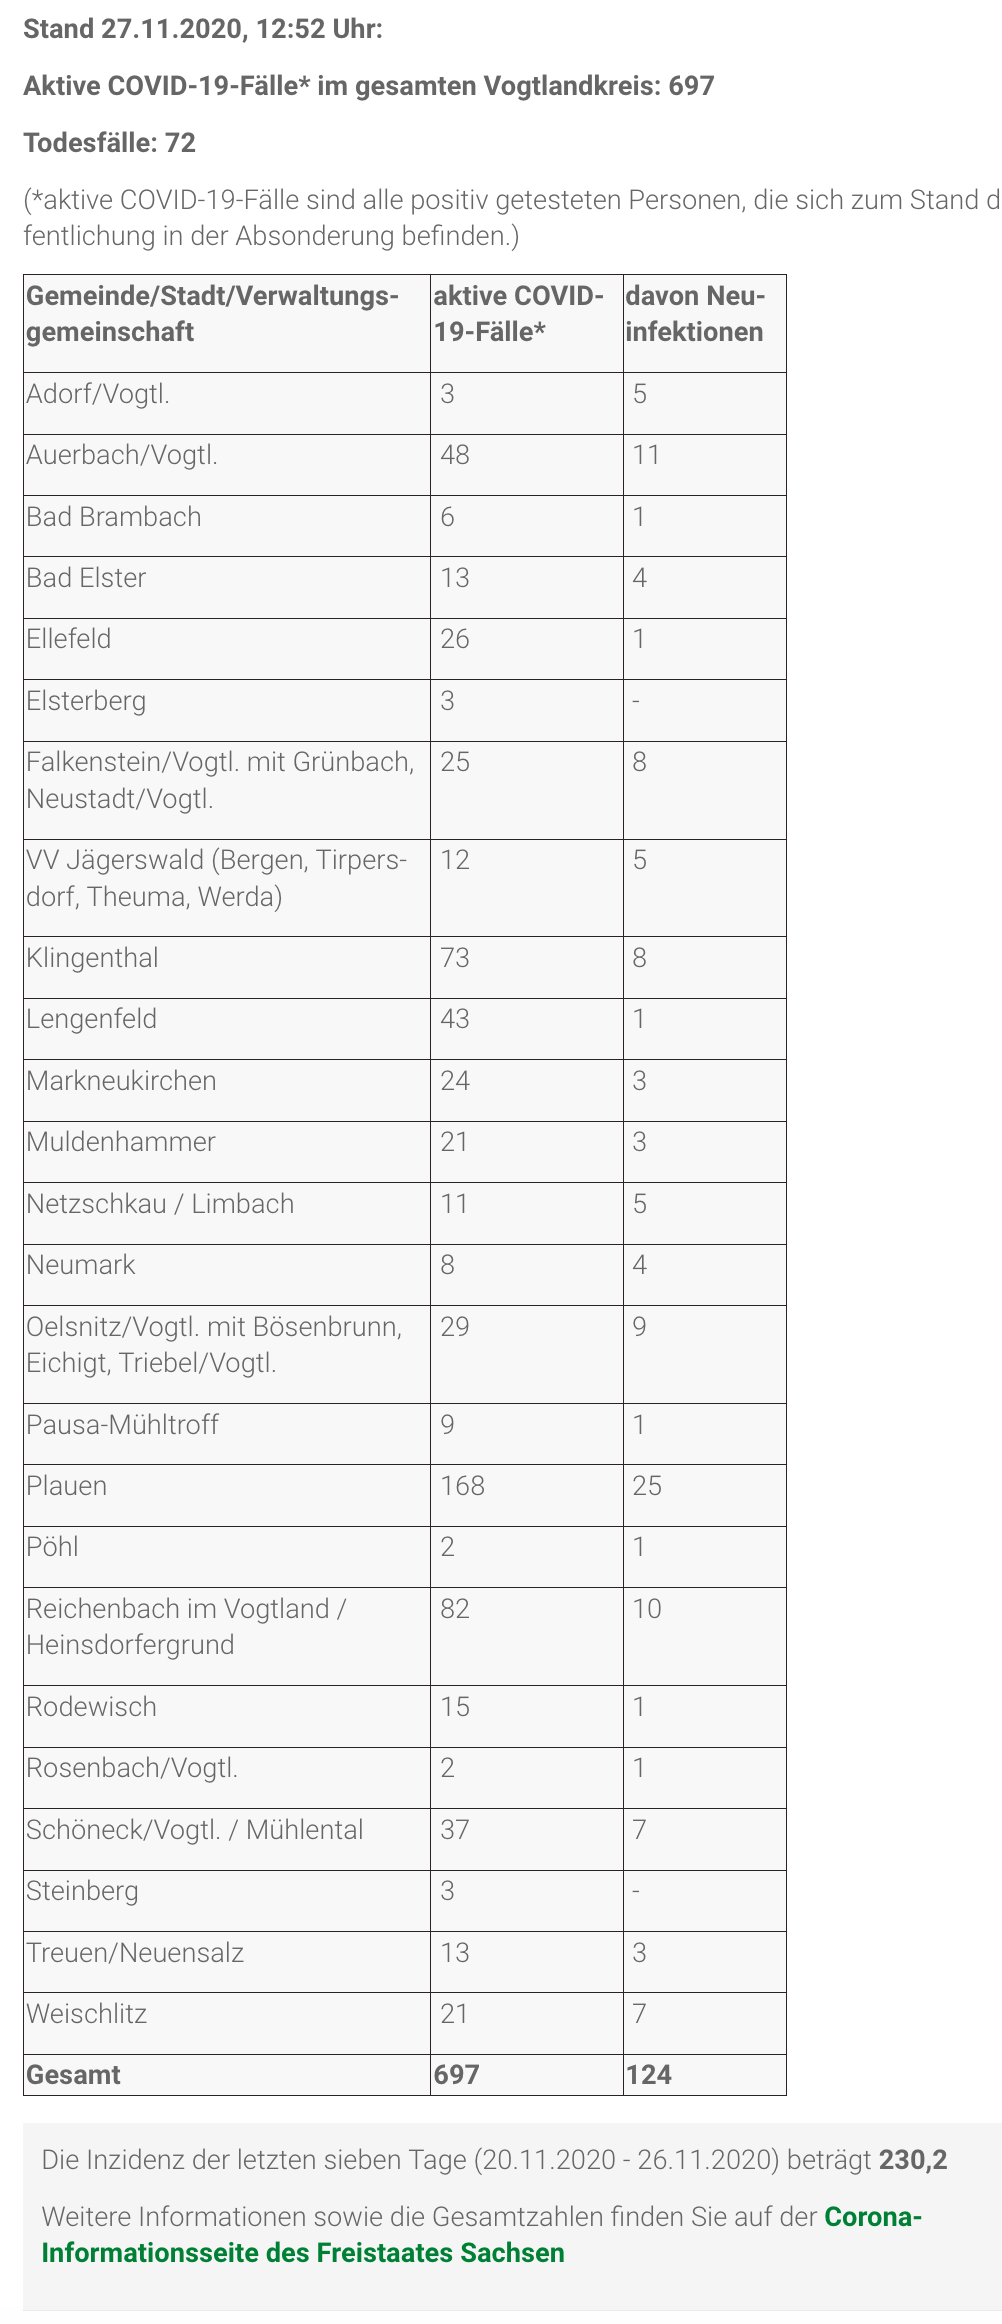 Stand 27.11.2020, 12:52 Uhr:
Aktive COVID-19-Fälle* im gesamten Vogtlandkreis: 697
Todesfälle: 72
(*aktive COVID-19-Fälle sind alle positiv getesteten Personen, die sich zum Stand d
fentlichung in der Absonderung befinden.)
Gemeinde/Stadt/Verwaltungs- aktive COVID- davon Neu-
gemeinschaft 19-Fälle* infektionen
Adorf/Vogtl. 3 5
Auerbach/Vogtl. 48 11
Bad Brambach 6 1
Bad Elster 13 4
Ellefeld 26 1
Elsterberg 3 -
Falkenstein/Vogtl. mit Grünbach, 25 8
Neustadt/Vogtl.
VV Jägerswald (Bergen, Tirpers- 12 5
dorf, Theuma, Werda)
Klingenthal 73 8
Lengenfeld 43 1
Markneukirchen 24 3
Muldenhammer 21 3
Netzschkau / Limbach 11 5
Neumark 8 4
Oelsnitz/Vogtl. mit Bösenbrunn, 29 9
Eichigt, Triebel/Vogtl.
Pausa-Mühltroff 9 1
Plauen 168 25
Pöhl 2 1
Reichenbach im Vogtland / 82 10
Heinsdorfergrund
Rodewisch 15 1
Rosenbach/Vogtl. 2 1
Schöneck/Vogtl. / Mühlental 37 7
Steinberg 3 -
Treuen/Neuensalz 13 3
Weischlitz 21 7
Gesamt 697 124
Die Inzidenz der letzten sieben Tage (20.11.2020 - 26.11.2020) beträgt 230,2
Weitere Informationen sowie die Gesamtzahlen finden Sie auf der Corona-
Informationsseite des Freistaates Sachsen